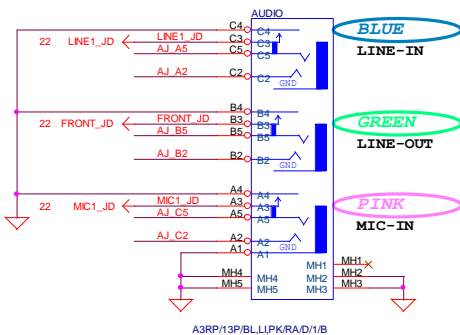 AUDIO
C4 C4 BLUE
22 LINE1_JD LINE1_JD C3 C3
LINE-IN
AJ_A5 C5 C5
AJ_A2 C2 C2
GND
B4 B4
22 FRONT_JD FRONT_JD B3 B3 GREEN
AJ_B5 B5 B5
LINE-OUT
AJ_B2 B2 B2
GND
A4 A4
22 MIC1_JD MIC1_JD A3 A3 PINK
AJ_C5 A5 A5
MIC-IN
AJ_C2 A2 A2
GND
A1 A1
MH1 MH1
MH4 MH4 MH2 MH2
MH5 MH5 MH3 MH3
A3RP/13P/BL,LI,PK/RA/D/1/B